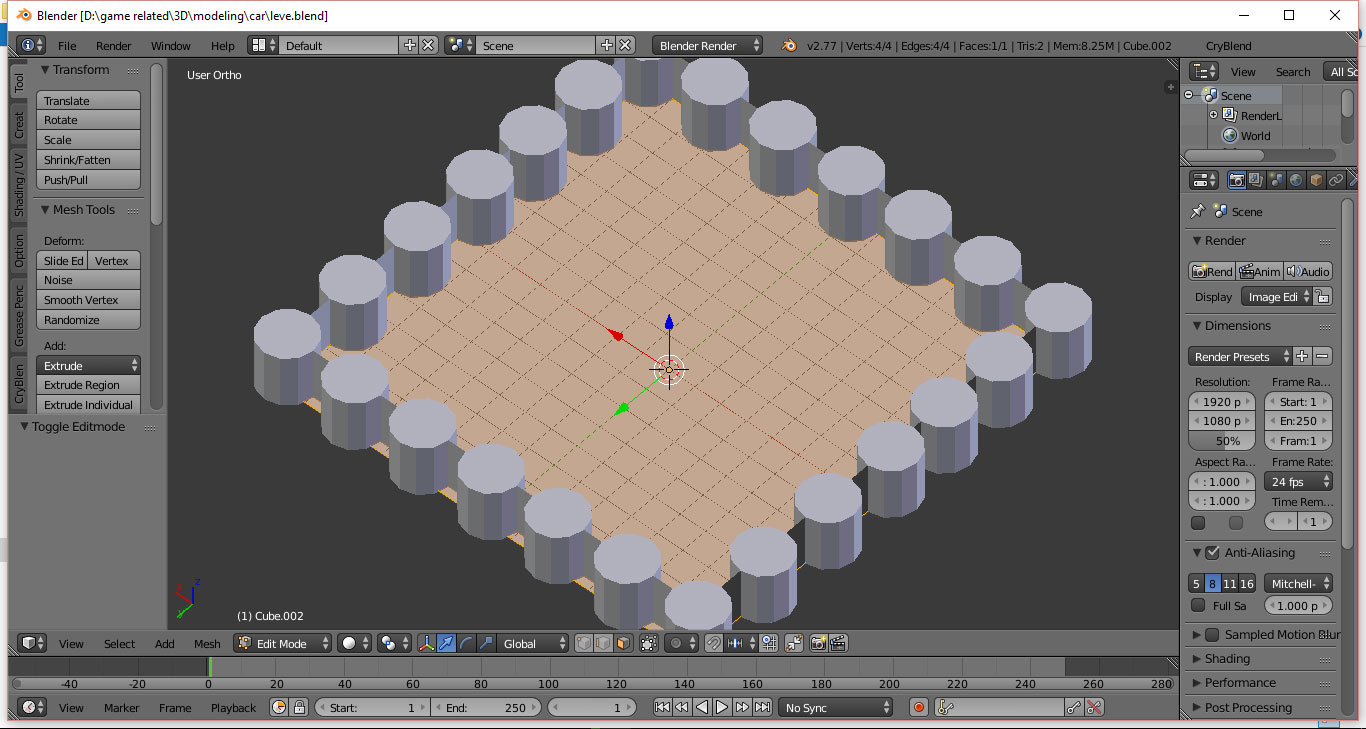 Blender [D:\game related\3D\modeling\car\leve.blend]
File Render Window Help Default Scene Blender Render v2.77 | Verts:4/4 | Edges:4/4 | Faces:1/1 | Tris:2 | Mem:8.25M | Cube.002 CryBlend
Tool
Creat
Shading / UV
Option
Grease Penc
CryBlen
Transform
Translate
Rotate
Scale
Shrink/Fatten
Push/Pull
Mesh Tools
Deform:
Slide Ed Vertex
Noise
Smooth Vertex
Randomize
Add:
Extrude
Extrude Region
Extrude Individual
Toggle Editmode
User Ortho
z
(1) Cube.002
View Select Add Mesh Edit Mode Global
-40 -20 0 20 40 60 80 100 120 140 160 180 200 220 240 260 280
View Marker Frame Playback Start: 1 End: 250 1 No Sync
View Search All Sc
Scene
RenderL
World
Scene
Render
Rend Anim Audio
Display Image Edi
Dimensions
Render Presets
Resolution: Frame Ra...
1920 p Start: 1
1080 p En:250
50% Fram:1
Aspect Ra... Frame Rate:
: 1.000 24 fps
: 1.000 Time Rem...
1
Anti-Aliasing
5 8 11 16 Mitchell-
Full Sa 1.000 p
Sampled Motion Blur
Shading
Performance
Post Processing